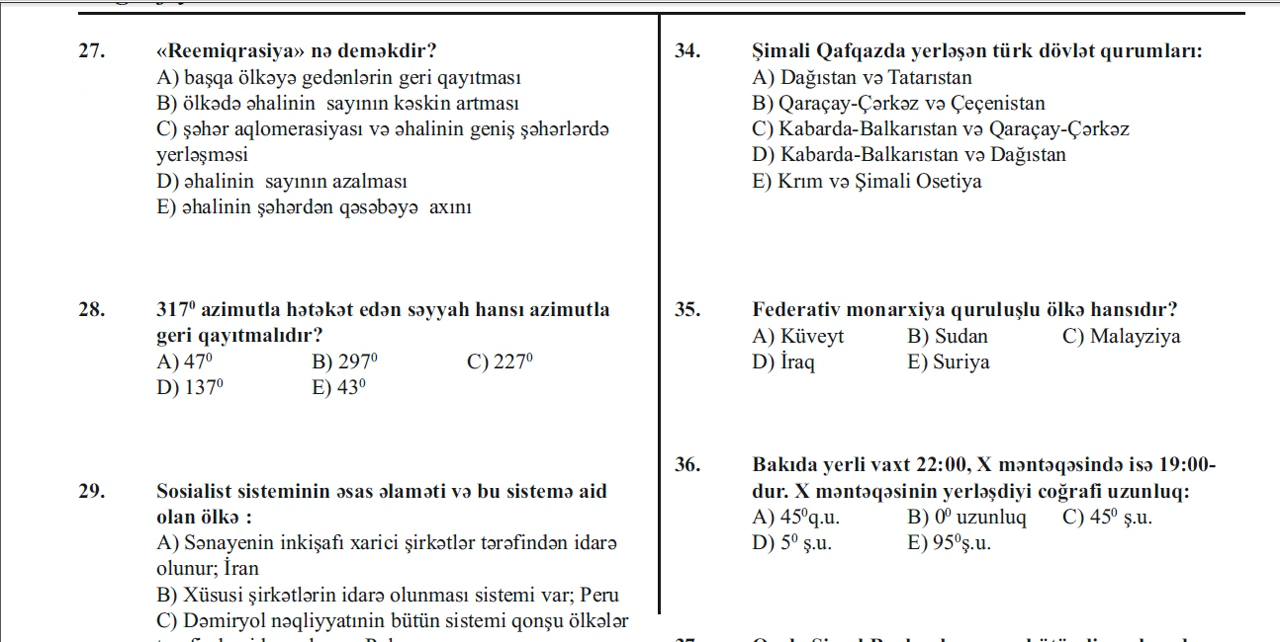 27. «Reemiqrasiya» nə deməkdir?
A) başqa ölkəyə gedənlərin geri qayıtması
B) ölkədə əhalinin sayının kəskin artması
C) şəhər aqlomerasiyası və əhalinin geniş şəhərlərdə
yerləşməsi
D) əhalinin sayının azalması
E) əhalinin şəhərdən qəsəbəyə axını
28. 317⁰ azimutla hətəkət edən səyyah hansı azimutla
geri qayıtmalıdır?
A) 47⁰ B) 297⁰ C) 227⁰
D) 137⁰ E) 43⁰
29. Sosialist sisteminin əsas əlaməti və bu sistemə aid
olan ölkə :
A) Sənayenin inkişafı xarici şirkətlər tərəfindən idarə
olunur; İran
B) Xüsusi şirkətlərin idarə olunması sistemi var; Peru
C) Dəmiryol nəqliyyatının bütün sistemi qonşu ölkələr
34. Şimali Qafqazda yerləşən türk dövlət qurumları:
A) Dağıstan və Tatarıstan
B) Qaraçay-Çərkəz və Çeçenistan
C) Kabarda-Balkarıstan və Qaraçay-Çərkəz
D) Kabarda-Balkarıstan və Dağıstan
E) Krım və Şimali Osetiya
35. Federativ monarxiya quruluşlu ölkə hansıdır?
A) Küveyt B) Sudan C) Malayziya
D) İraq E) Suriya
36. Bakıda yerli vaxt 22:00, X məntəqəsində isə 19:00-
dur. X məntəqəsinin yerləşdiyi coğrafi uzunluq:
A) 45⁰q.u. B) 0⁰ uzunluq C) 45⁰ ş.u.
D) 5⁰ ş.u. E) 95⁰ş.u.